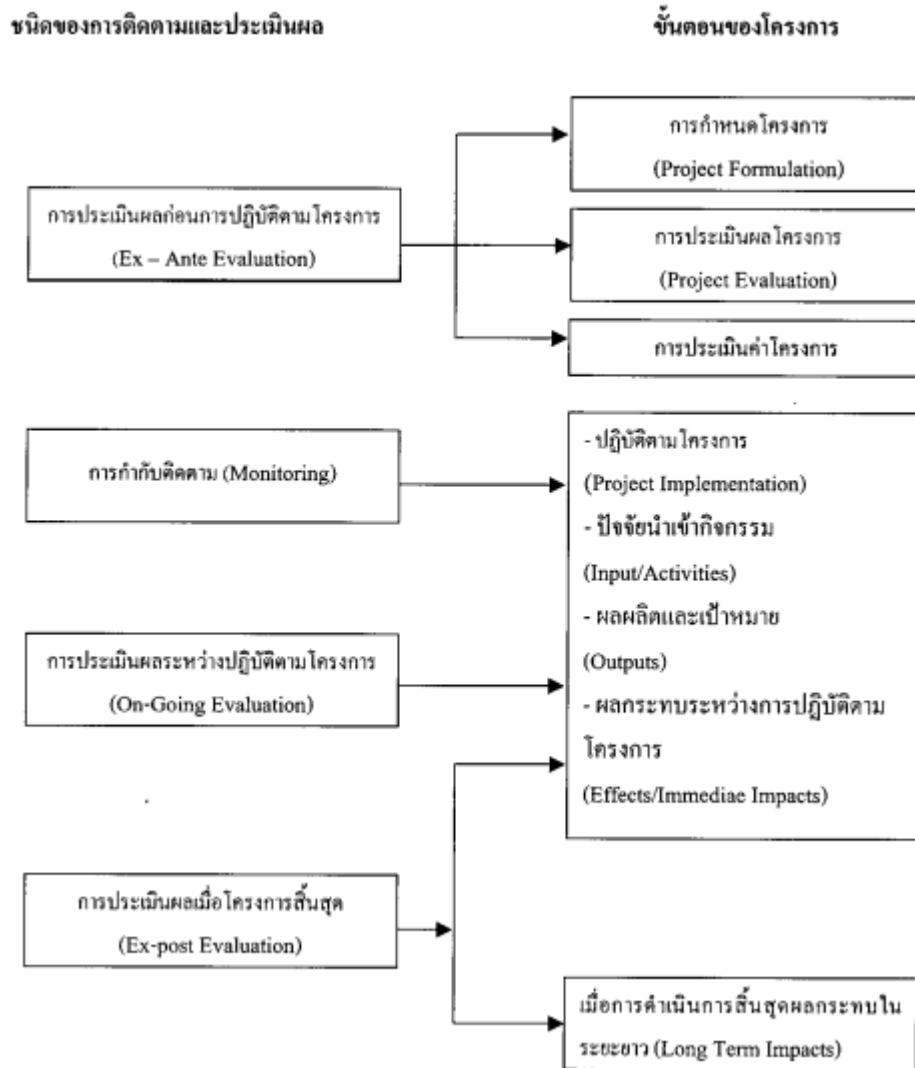 ชนิดของการติดตามและประเมินผล
ขั้นตอนของโครงการ
การกำหนดโครงการ
(Project Formulation)
การประเมินผลก่อนการปฏิบัติตามโครงการ
(Ex – Ante Evaluation)
การประเมินผลโครงการ
(Project Evaluation)
การประเมินค่าโครงการ
การกำกับติดตาม (Monitoring)
- ปฏิบัติตามโครงการ
(Project Implementation)
- ปัจจัยนำเข้ากิจกรรม
(Input/Activities)
- ผลผลิตและเป้าหมาย
(Outputs)
- ผลกระทบระหว่างการปฏิบัติตาม
โครงการ
(Effects/Immediae Impacts)
การประเมินผลระหว่างปฏิบัติตามโครงการ
(On-Going Evaluation)
การประเมินผลเมื่อโครงการสิ้นสุด
(Ex-post Evaluation)
เมื่อการดำเนินการสิ้นสุดผลกระทบใน
ระยะยาว (Long Term Impacts)